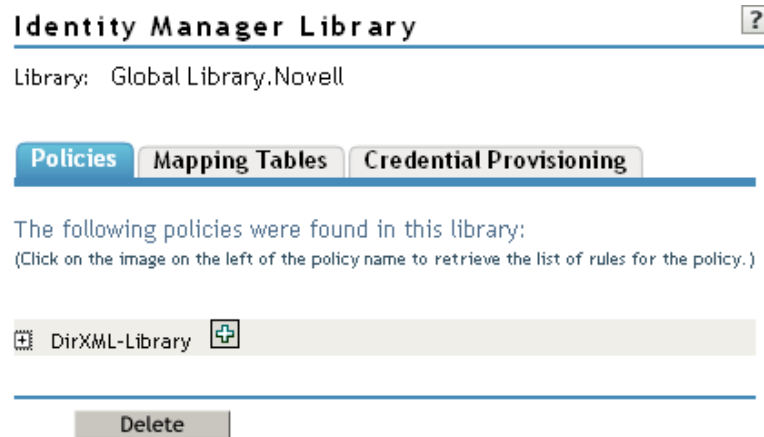 Identity Manager Library
?
Library: Global Library.Novell
Policies Mapping Tables Credential Provisioning
The following policies were found in this library:
(Click on the image on the left of the policy name to retrieve the list of rules for the policy.)
DirXML-Library
Delete